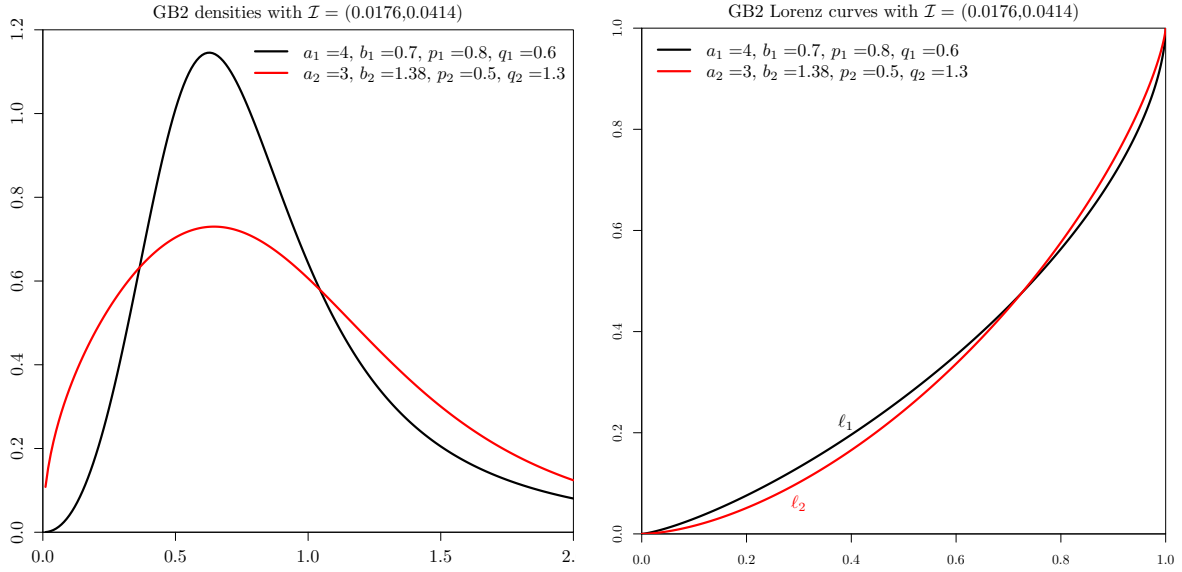 GB2 densities with ℐ = (0.0176,0.0414)
a₁ =4, b₁ =0.7, p₁ =0.8, q₁ =0.6
a₂ =3, b₂ =1.38, p₂ =0.5, q₂ =1.3
1.2
1.0
0.8
0.6
0.4
0.2
0.0
0.0 0.5 1.0 1.5 2.
GB2 Lorenz curves with ℐ = (0.0176,0.0414)
a₁ =4, b₁ =0.7, p₁ =0.8, q₁ =0.6
a₂ =3, b₂ =1.38, p₂ =0.5, q₂ =1.3
1.0
0.8
0.6
0.4
0.2
0.0
ℓ₁
ℓ₂
0.0 0.2 0.4 0.6 0.8 1.0